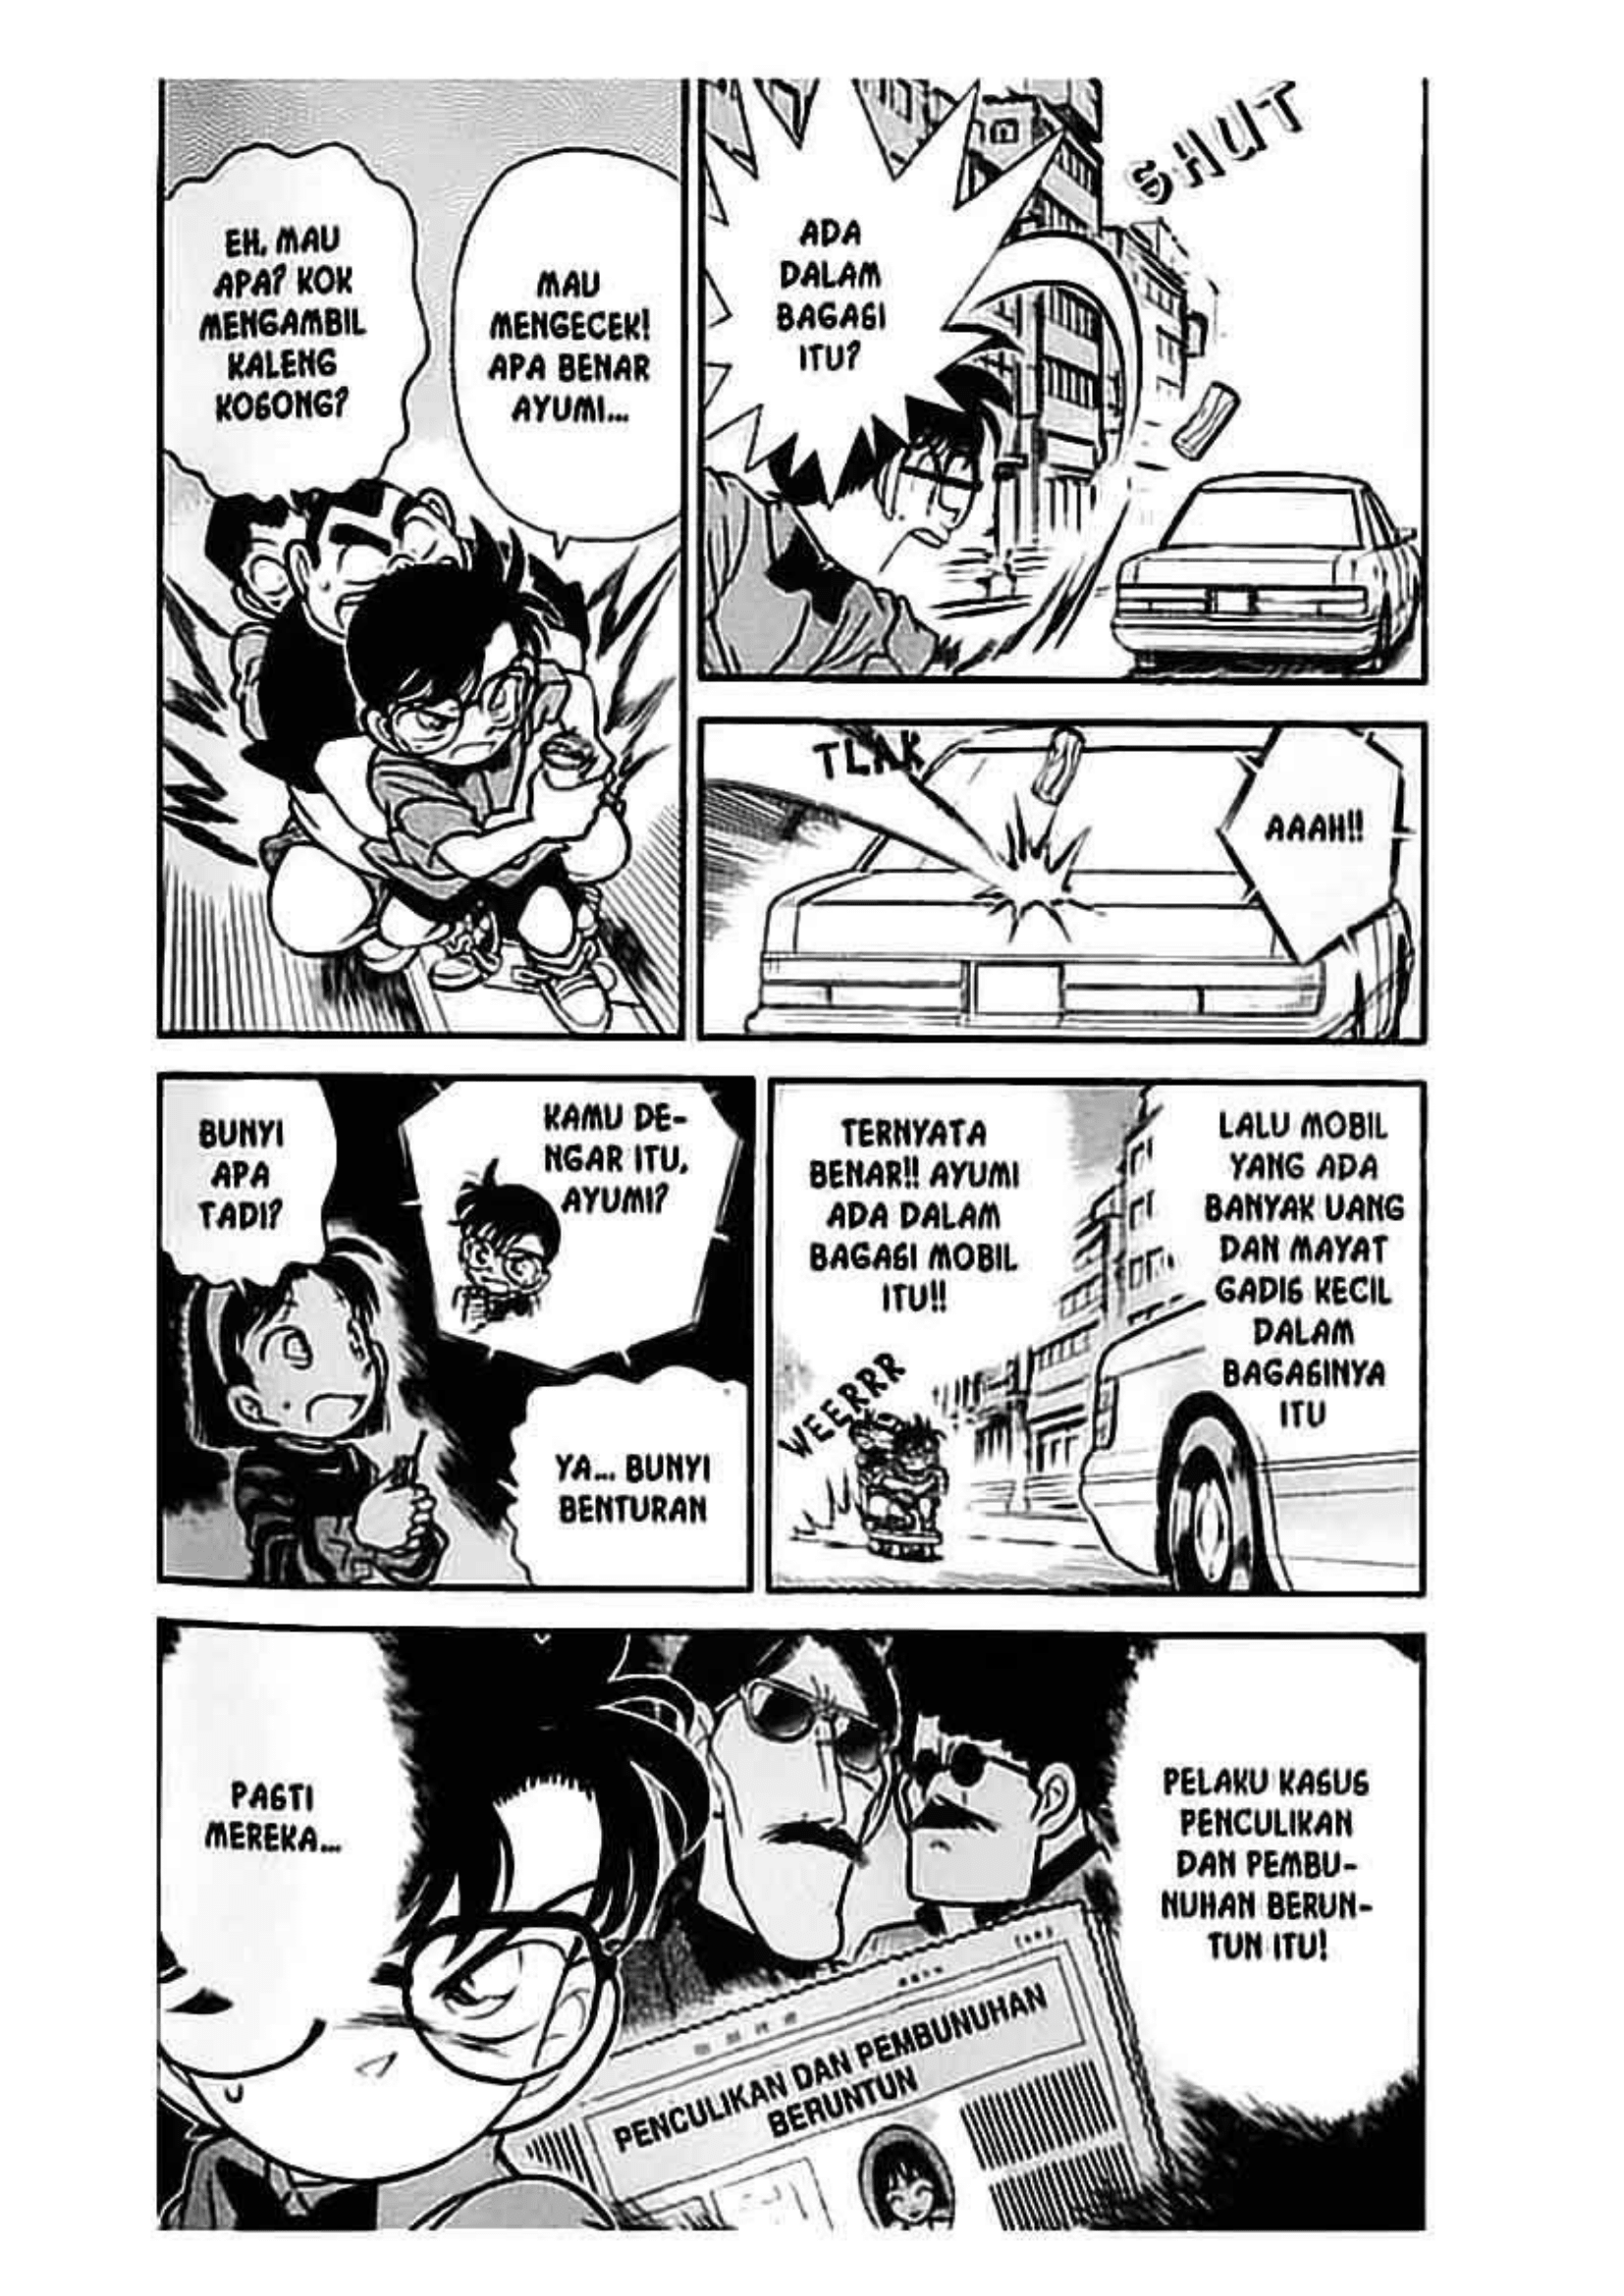 EH, MAU
APA? KOK
MENGAMBIL
KALENG
KOSONG?
MAU
MENGECEK!
APA BENAR
AYUMI...
ADA
DALAM
BAGASI
ITU?
SHUT
TLAK
AAAH!!
BUNYI
APA
TADI?
KAMU DE-
NGAR ITU,
AYUMI?
YA... BUNYI
BENTURAN
TERNYATA
BENAR!! AYUMI
ADA DALAM
BAGASI MOBIL
ITU!!
WEERRR
LALU MOBIL
YANG ADA
BANYAK UANG
DAN MAYAT
GADIS KECIL
DALAM
BAGASINYA
ITU
PASTI
MEREKA...
PELAKU KASUS
PENCULIKAN
DAN PEMBU-
NUHAN BERUN-
TUN ITU!
PENCULIKAN DAN PEMBUNUHAN
BERUNTUN